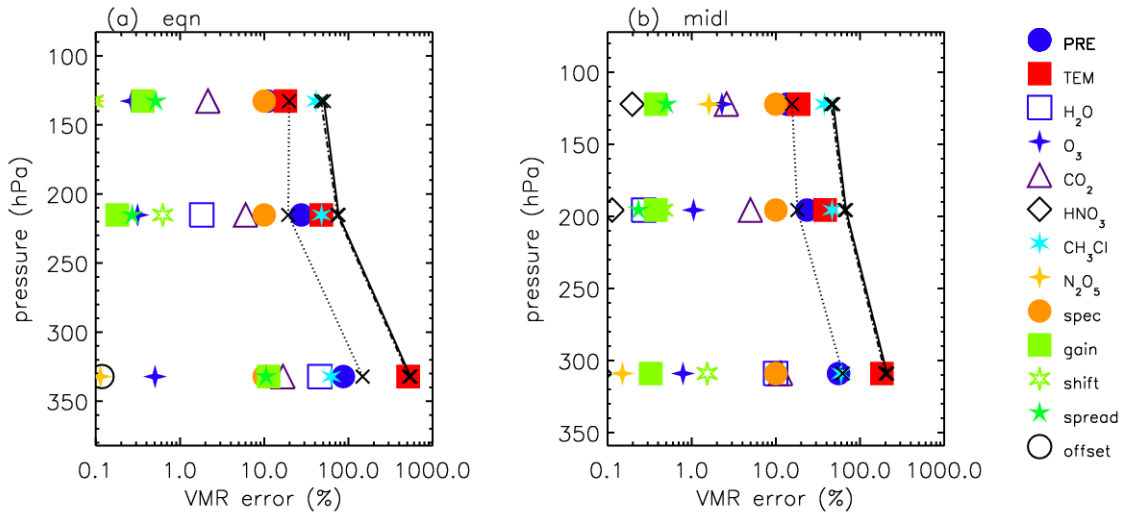 (a) eqn
100
150
200
250
300
350
pressure (hPa)
0.1 1.0 10.0 100.0 1000.0
VMR error (%)
(b) midl
100
150
200
250
300
350
pressure (hPa)
0.1 1.0 10.0 100.0 1000.0
VMR error (%)
PRE
TEM
H₂O
O₃
CO₂
HNO₃
CH₃Cl
N₂O₅
spec
gain
shift
spread
offset